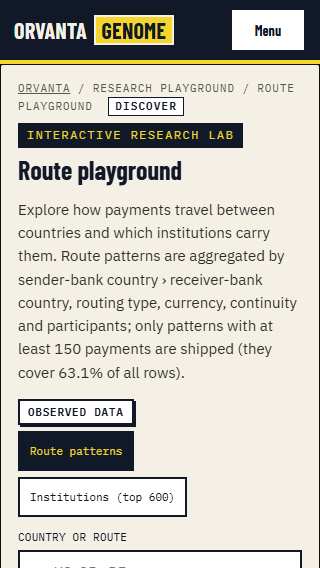 ORVANTA GENOME Menu
ORVANTA / RESEARCH PLAYGROUND / ROUTE
PLAYGROUND DISCOVER
INTERACTIVE RESEARCH LAB
Route playground
Explore how payments travel between
countries and which institutions carry
them. Route patterns are aggregated by
sender-bank country › receiver-bank
country, routing type, currency, continuity
and participants; only patterns with at
least 150 payments are shipped (they
cover 63.1% of all rows).
OBSERVED DATA
Route patterns
Institutions (top 600)
COUNTRY OR ROUTE